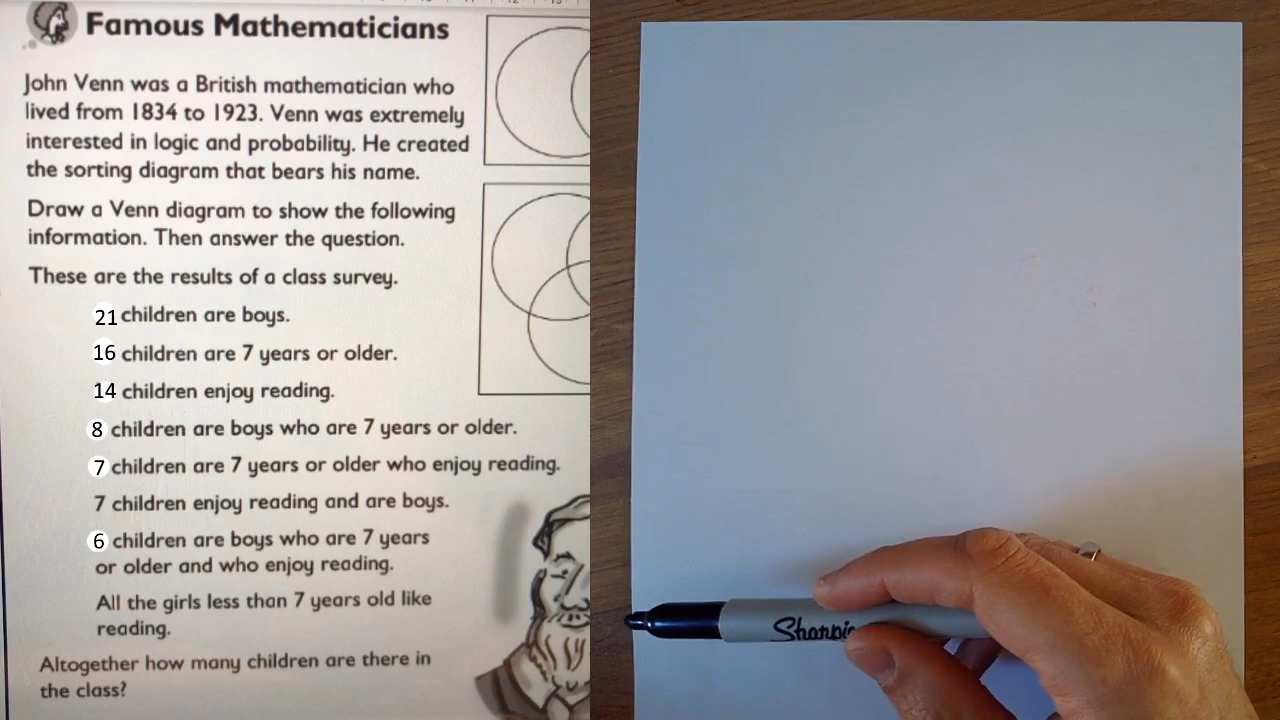 Famous Mathematicians
John Venn was a British mathematician who
lived from 1834 to 1923. Venn was extremely
interested in logic and probability. He created
the sorting diagram that bears his name.
Draw a Venn diagram to show the following
information. Then answer the question.
These are the results of a class survey.
21 children are boys.
16 children are 7 years or older.
14 children enjoy reading.
8 children are boys who are 7 years or older.
7 children are 7 years or older who enjoy reading.
7 children enjoy reading and are boys.
6 children are boys who are 7 years
or older and who enjoy reading.
All the girls less than 7 years old like
reading.
Altogether how many children are there in
the class?
Sharpie